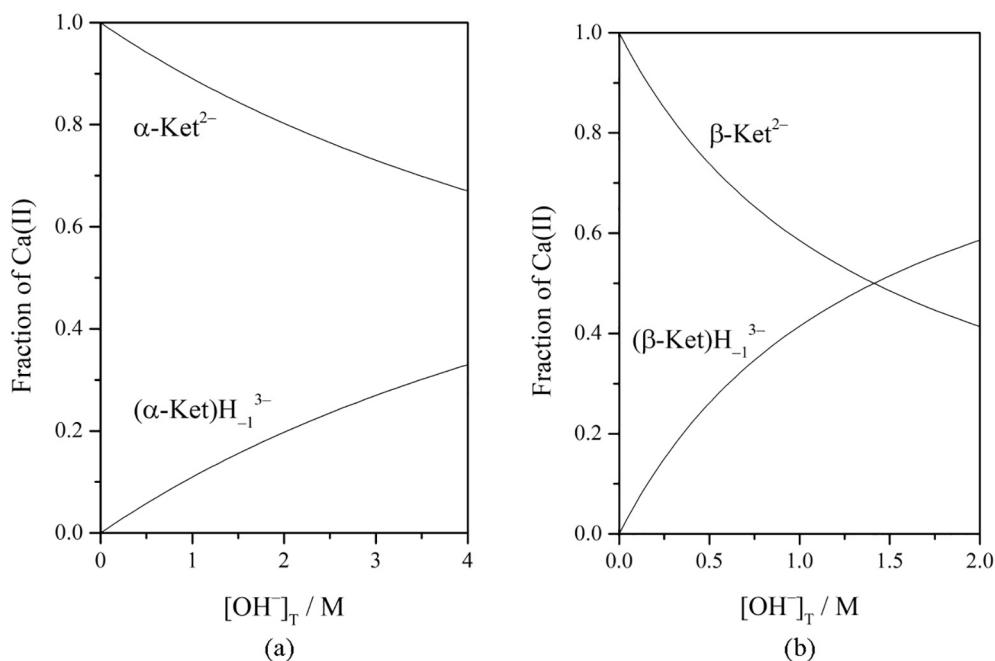 1.0
0.8
0.6
0.4
0.2
0.0
Fraction of Ca(II)
α-Ket²⁻
(α-Ket)H₋₁³⁻
0 1 2 3 4
[OH⁻]T / M
(a)
1.0
0.8
0.6
0.4
0.2
0.0
Fraction of Ca(II)
β-Ket²⁻
(β-Ket)H₋₁³⁻
0.0 0.5 1.0 1.5 2.0
[OH⁻]T / M
(b)